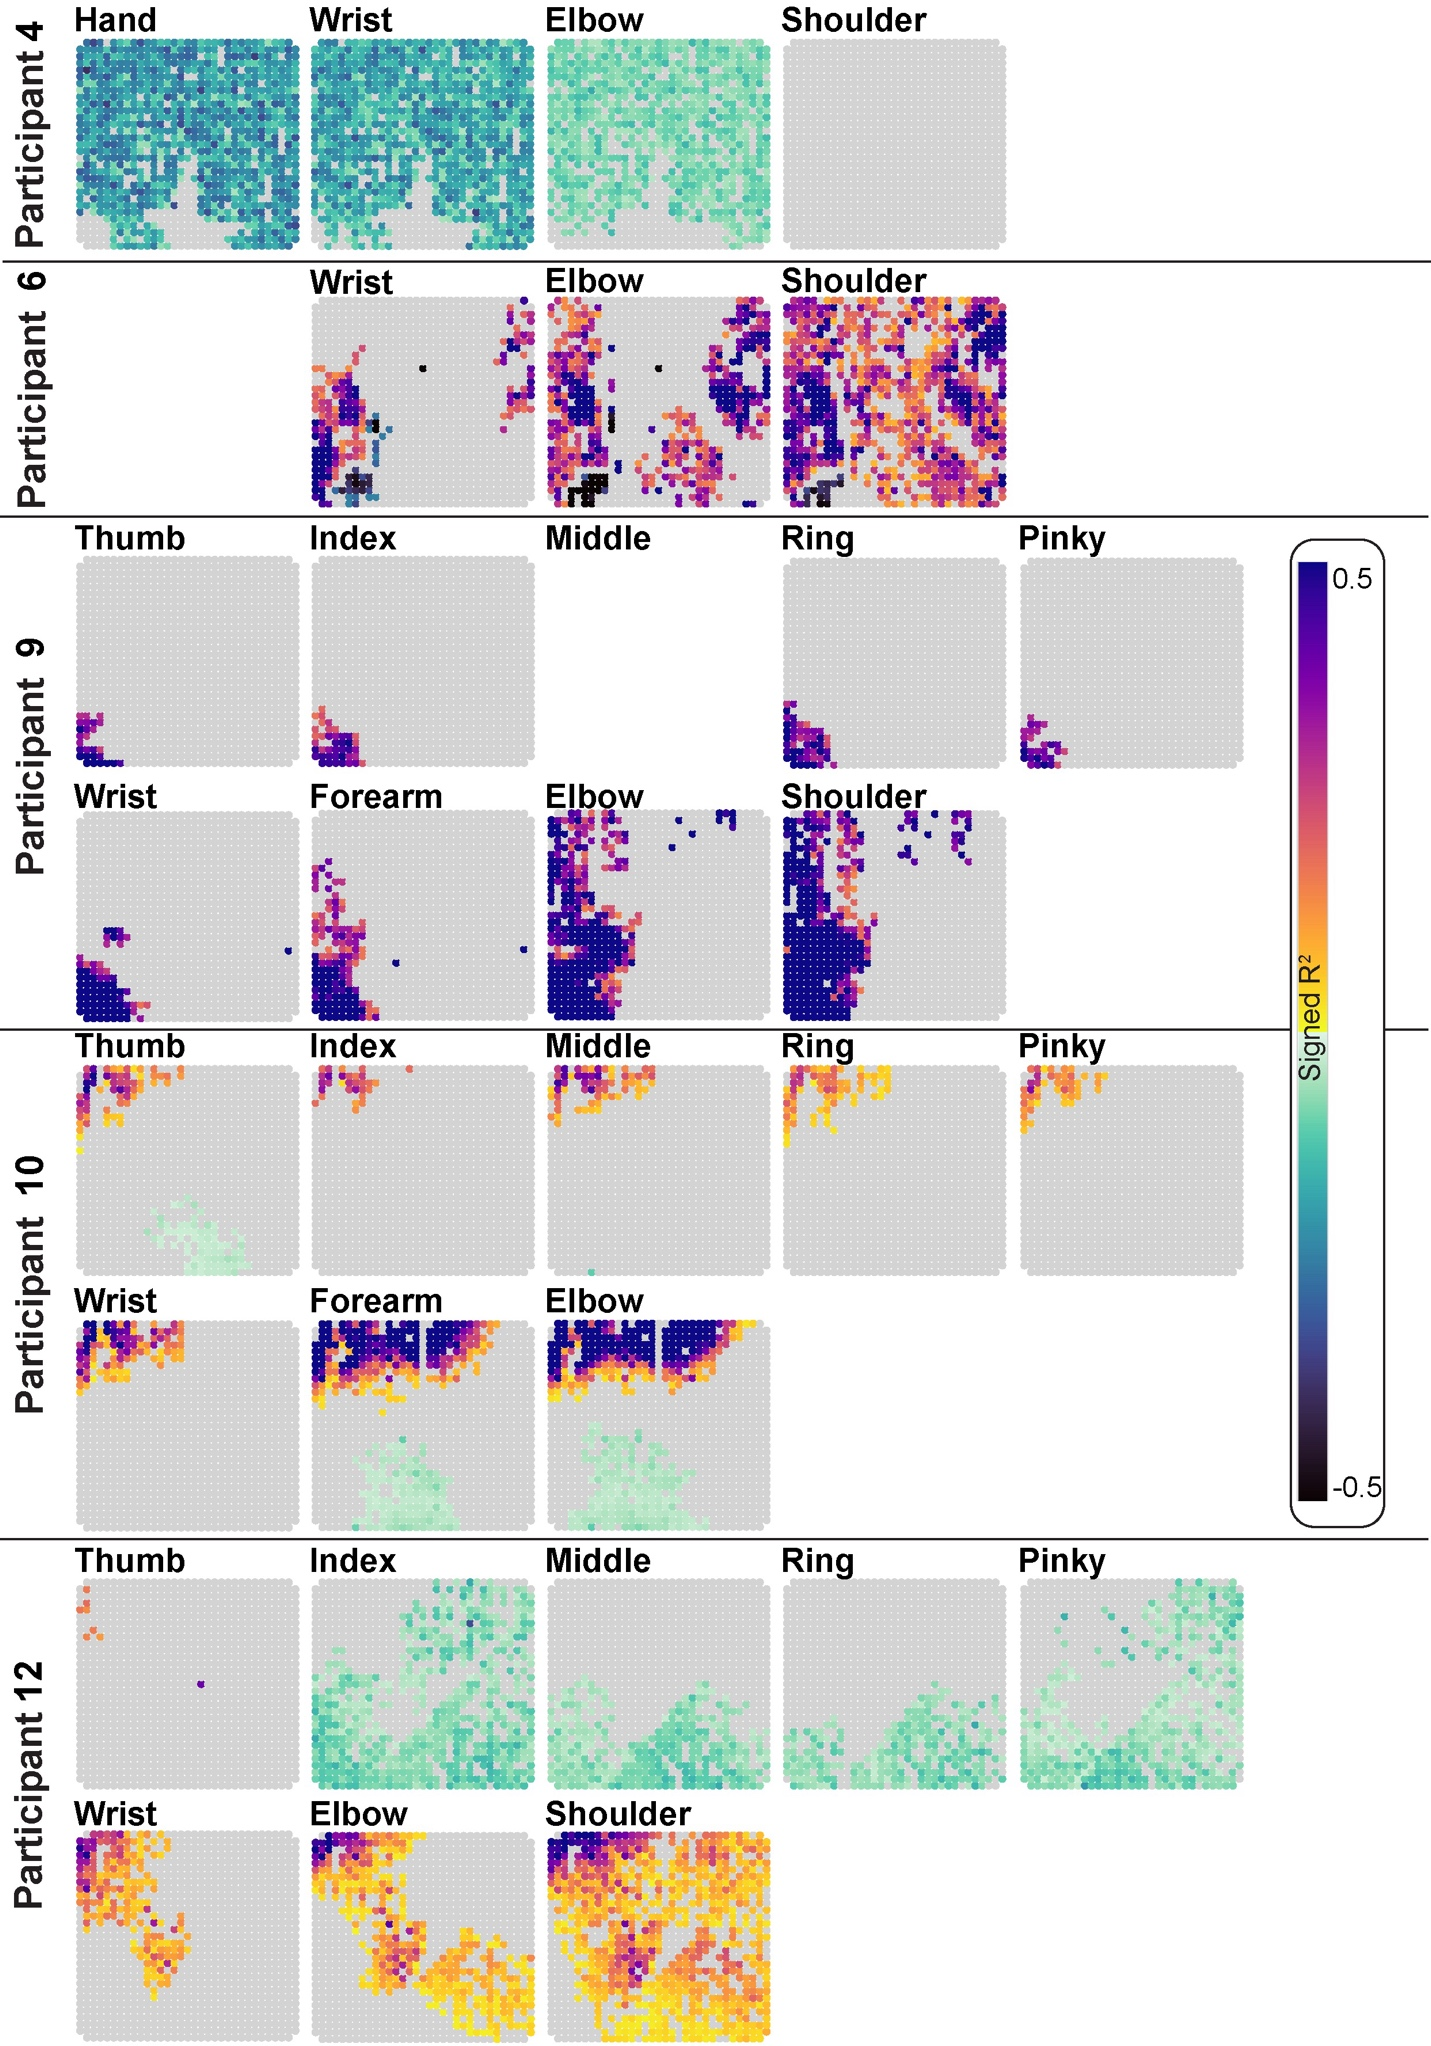 Participant 4
Hand
Wrist
Elbow
Shoulder
Participant 6
Wrist
Elbow
Shoulder
Participant 9
Thumb
Index
Middle
Ring
Pinky
Wrist
Forearm
Elbow
Shoulder
0.5
Signed R²
-0.5
Participant 10
Thumb
Index
Middle
Ring
Pinky
Wrist
Forearm
Elbow
Participant 12
Thumb
Index
Middle
Ring
Pinky
Wrist
Elbow
Shoulder